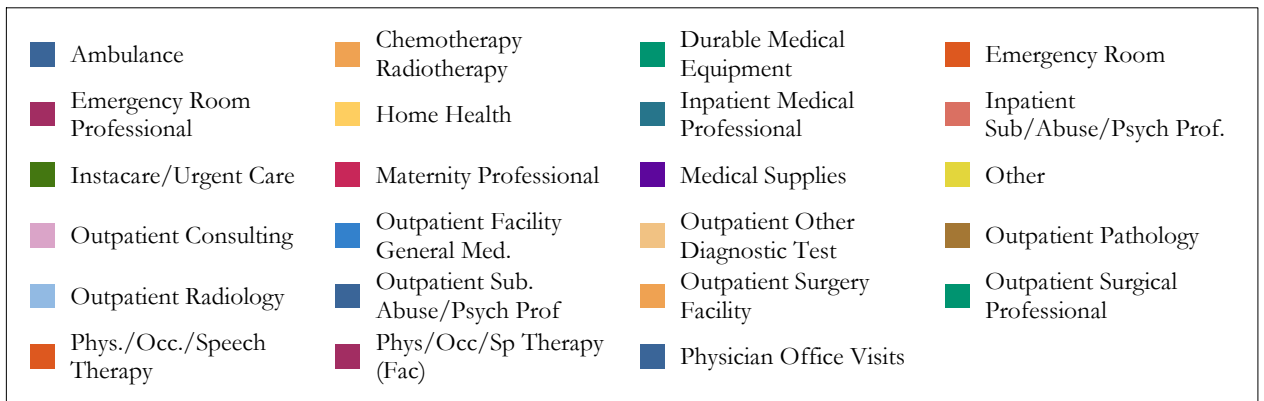 Ambulance
Chemotherapy
Radiotherapy
Durable Medical
Equipment
Emergency Room
Emergency Room
Professional
Home Health
Inpatient Medical
Professional
Inpatient
Sub/Abuse/Psych Prof.
Instacare/Urgent Care
Maternity Professional
Medical Supplies
Other
Outpatient Consulting
Outpatient Facility
General Med.
Outpatient Other
Diagnostic Test
Outpatient Pathology
Outpatient Radiology
Outpatient Sub.
Abuse/Psych Prof
Outpatient Surgery
Facility
Outpatient Surgical
Professional
Phys./Occ./Speech
Therapy
Phys/Occ/Sp Therapy
(Fac)
Physician Office Visits